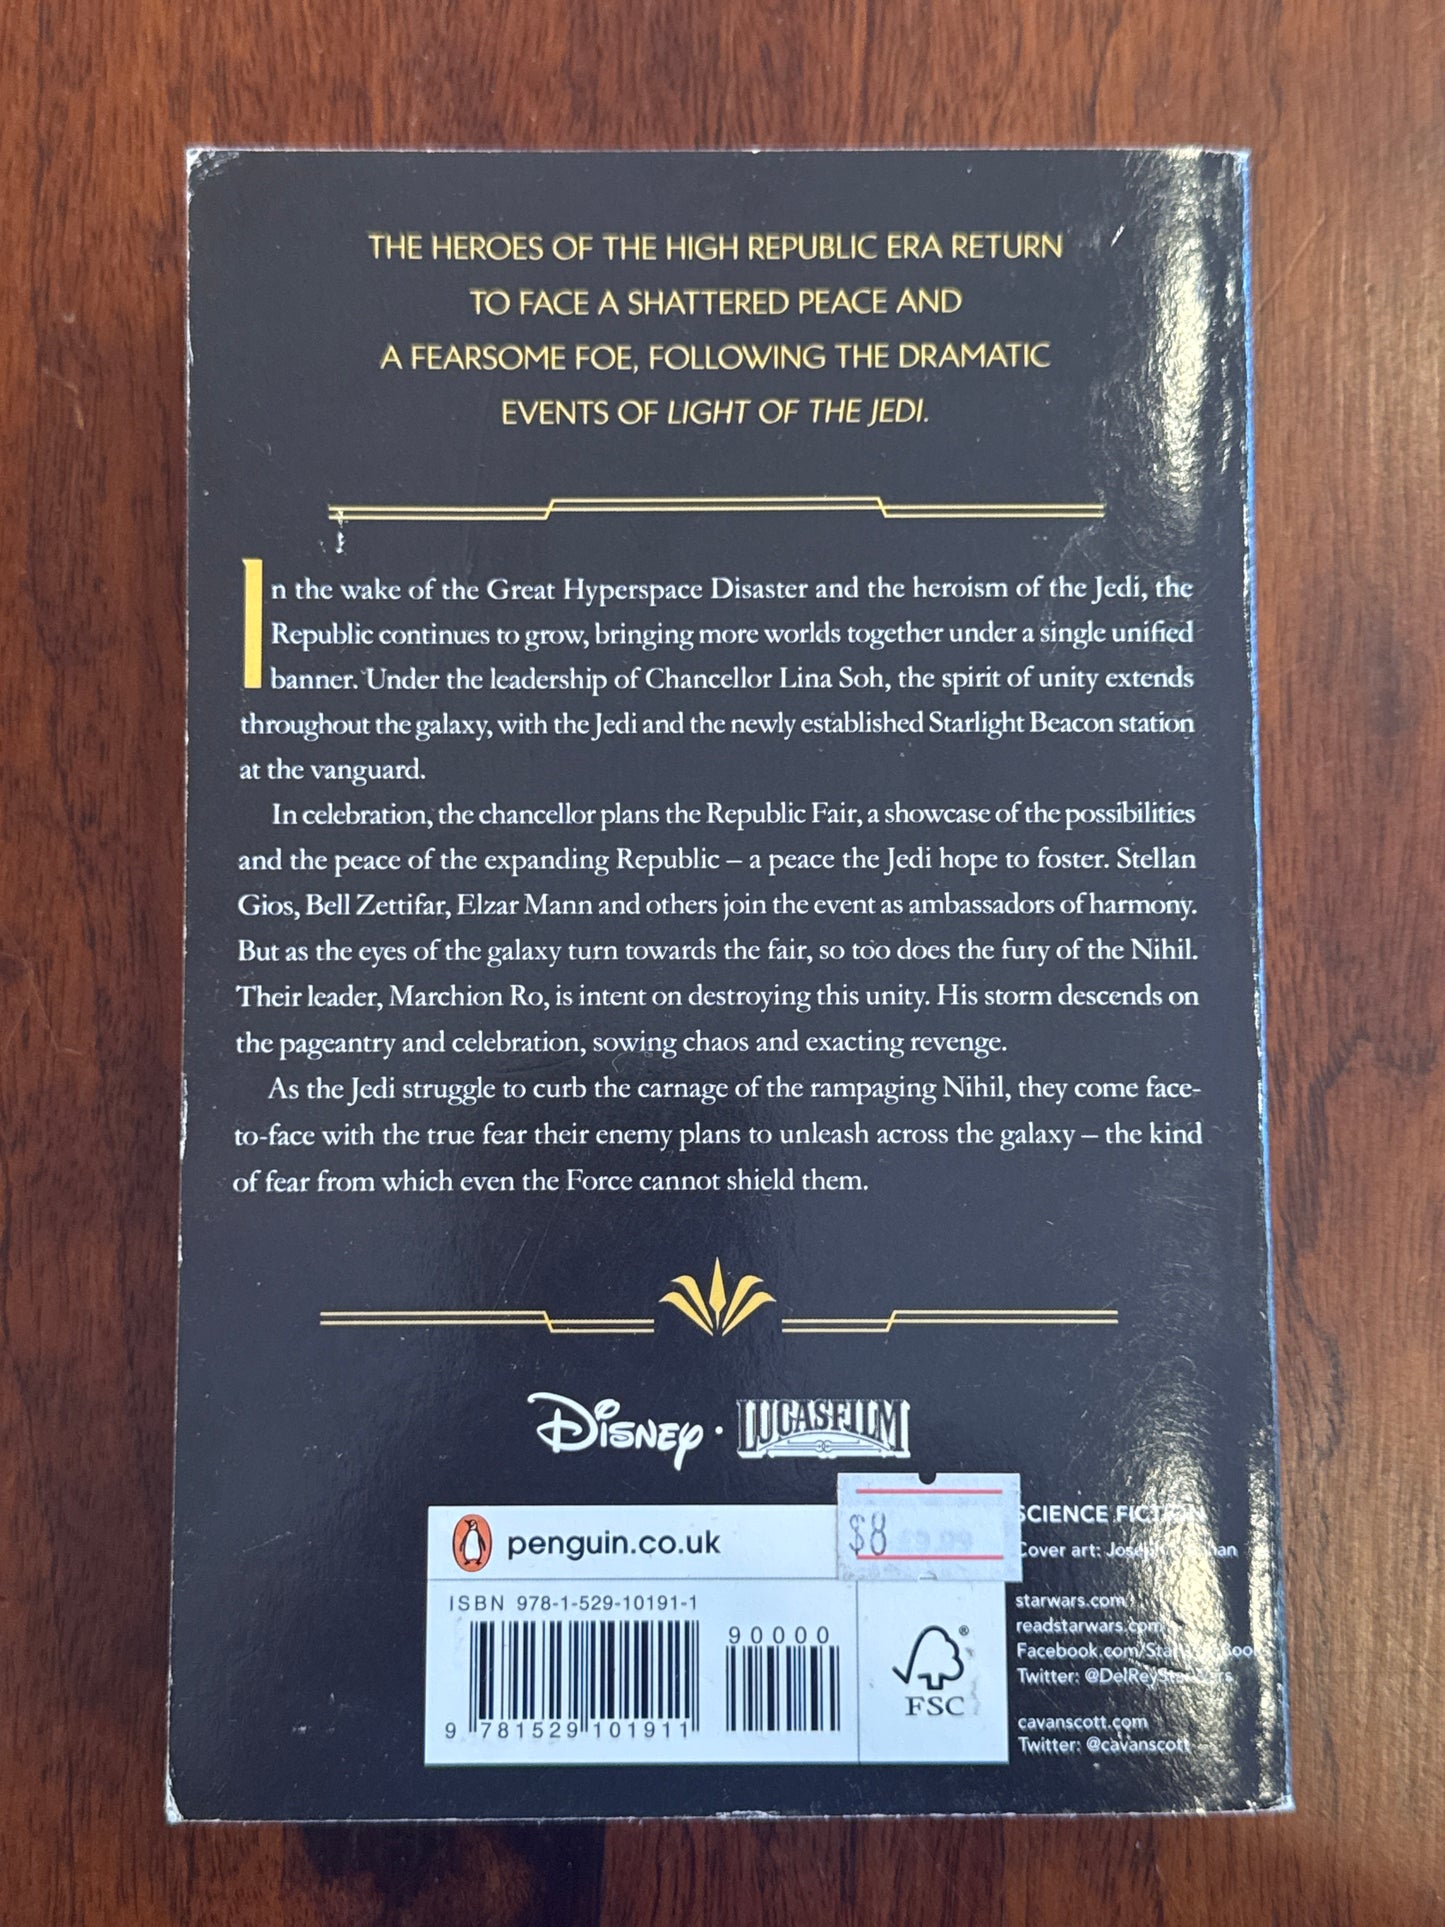 THE HEROES OF THE HIGH REPUBLIC ERA RETURN
TO FACE A SHATTERED PEACE AND
A FEARSOME FOE, FOLLOWING THE DRAMATIC
EVENTS OF LIGHT OF THE JEDI.
In the wake of the Great Hyperspace Disaster and the heroism of the Jedi, the
Republic continues to grow, bringing more worlds together under a single unified
banner. Under the leadership of Chancellor Lina Soh, the spirit of unity extends
throughout the galaxy, with the Jedi and the newly established Starlight Beacon station
at the vanguard.
In celebration, the chancellor plans the Republic Fair, a showcase of the possibilities
and the peace of the expanding Republic – a peace the Jedi hope to foster. Stellan
Gios, Bell Zettifar, Elzar Mann and others join the event as ambassadors of harmony.
But as the eyes of the galaxy turn towards the fair, so too does the fury of the Nihil.
Their leader, Marchion Ro, is intent on destroying this unity. His storm descends on
the pageantry and celebration, sowing chaos and exacting revenge.
As the Jedi struggle to curb the carnage of the rampaging Nihil, they come face-
to-face with the true fear their enemy plans to unleash across the galaxy – the kind
of fear from which even the Force cannot shield them.
Disney · LUCASFILM
penguin.co.uk
$8
ISBN 978-1-529-10191-1
90000
9 781529 101911
FSC®
SCIENCE FICTION
Cover art:
starwars.com
readstarwars.com
Twitter: @DelReyStarWars
cavanscott.com
Twitter: @cavanscott